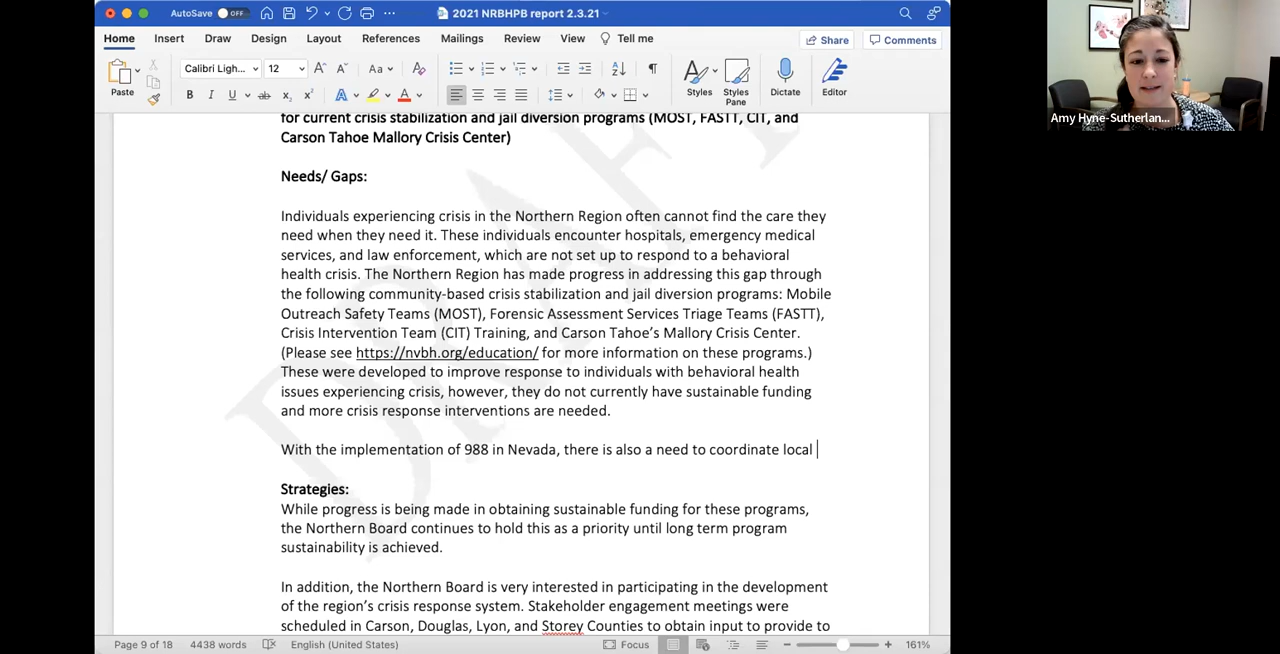 AutoSave OFF
2021 NRBHPB report 2.3.21
Home Insert Draw Design Layout References Mailings Review View Tell me
Share Comments
Calibri Ligh... 12 Aa
Paste
B I U ab x₂ x² A A
Styles Styles Pane Dictate Editor
for current crisis stabilization and jail diversion programs (MOST, FASTT, CIT, and
Carson Tahoe Mallory Crisis Center)
Needs/ Gaps:
Individuals experiencing crisis in the Northern Region often cannot find the care they
need when they need it. These individuals encounter hospitals, emergency medical
services, and law enforcement, which are not set up to respond to a behavioral
health crisis. The Northern Region has made progress in addressing this gap through
the following community-based crisis stabilization and jail diversion programs: Mobile
Outreach Safety Teams (MOST), Forensic Assessment Services Triage Teams (FASTT),
Crisis Intervention Team (CIT) Training, and Carson Tahoe’s Mallory Crisis Center.
(Please see https://nvbh.org/education/ for more information on these programs.)
These were developed to improve response to individuals with behavioral health
issues experiencing crisis, however, they do not currently have sustainable funding
and more crisis response interventions are needed.
With the implementation of 988 in Nevada, there is also a need to coordinate local
Strategies:
While progress is being made in obtaining sustainable funding for these programs,
the Northern Board continues to hold this as a priority until long term program
sustainability is achieved.
In addition, the Northern Board is very interested in participating in the development
of the region’s crisis response system. Stakeholder engagement meetings were
scheduled in Carson, Douglas, Lyon, and Storey Counties to obtain input to provide to
DRAFT
Page 9 of 18 4438 words English (United States) Focus 161%
Amy Hyne-Sutherlan...